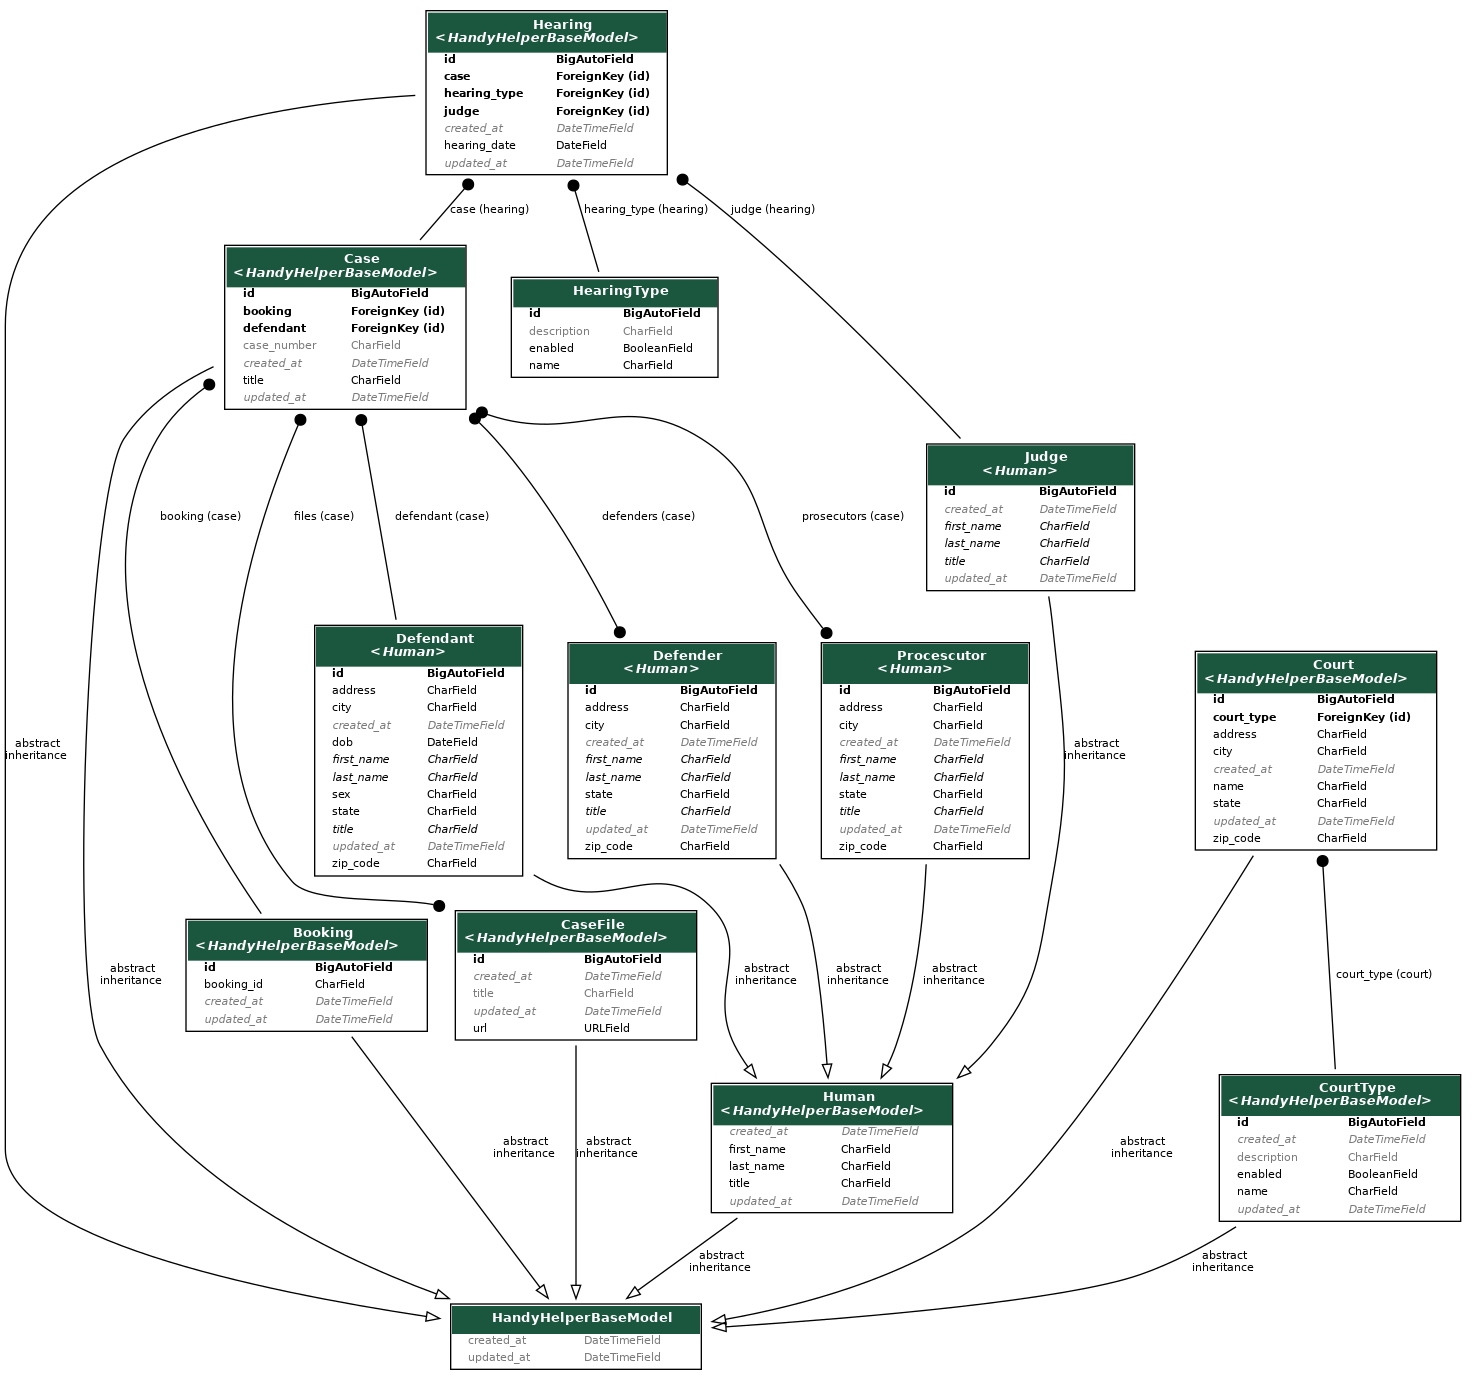 Hearing
<HandyHelperBaseModel>
id BigAutoField
case ForeignKey (id)
hearing_type ForeignKey (id)
judge ForeignKey (id)
created_at DateTimeField
hearing_date DateField
updated_at DateTimeField
case (hearing)
hearing_type (hearing)
judge (hearing)
Case
<HandyHelperBaseModel>
id BigAutoField
booking ForeignKey (id)
defendant ForeignKey (id)
case_number CharField
created_at DateTimeField
title CharField
updated_at DateTimeField
HearingType
id BigAutoField
description CharField
enabled BooleanField
name CharField
Judge
<Human>
id BigAutoField
created_at DateTimeField
first_name CharField
last_name CharField
title CharField
updated_at DateTimeField
booking (case)
files (case)
defendant (case)
defenders (case)
prosecutors (case)
Defendant
<Human>
id BigAutoField
address CharField
city CharField
created_at DateTimeField
dob DateField
first_name CharField
last_name CharField
sex CharField
state CharField
title CharField
updated_at DateTimeField
zip_code CharField
Defender
<Human>
id BigAutoField
address CharField
city CharField
created_at DateTimeField
first_name CharField
last_name CharField
state CharField
title CharField
updated_at DateTimeField
zip_code CharField
Procescutor
<Human>
id BigAutoField
address CharField
city CharField
created_at DateTimeField
first_name CharField
last_name CharField
state CharField
title CharField
updated_at DateTimeField
zip_code CharField
Court
<HandyHelperBaseModel>
id BigAutoField
court_type ForeignKey (id)
address CharField
city CharField
created_at DateTimeField
name CharField
state CharField
updated_at DateTimeField
zip_code CharField
abstract
inheritance
abstract
inheritance
Booking
<HandyHelperBaseModel>
id BigAutoField
booking_id CharField
created_at DateTimeField
updated_at DateTimeField
CaseFile
<HandyHelperBaseModel>
id BigAutoField
created_at DateTimeField
title CharField
updated_at DateTimeField
url URLField
abstract
inheritance
abstract
inheritance
abstract
inheritance
abstract
inheritance
court_type (court)
Human
<HandyHelperBaseModel>
created_at DateTimeField
first_name CharField
last_name CharField
title CharField
updated_at DateTimeField
CourtType
<HandyHelperBaseModel>
id BigAutoField
created_at DateTimeField
description CharField
enabled BooleanField
name CharField
updated_at DateTimeField
abstract
inheritance
abstract
inheritance
abstract
inheritance
abstract
inheritance
abstract
inheritance
HandyHelperBaseModel
created_at DateTimeField
updated_at DateTimeField